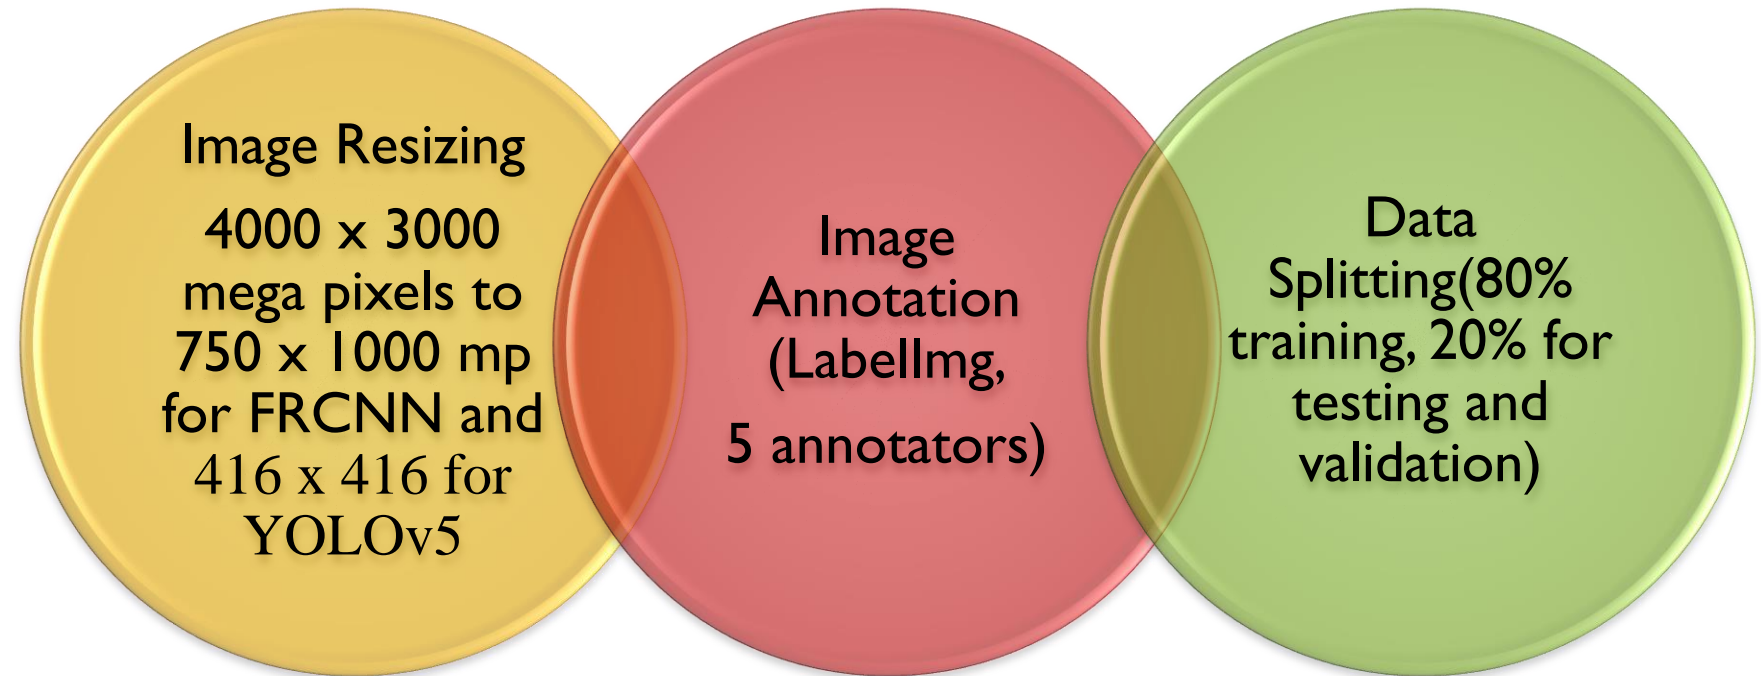 Image Resizing
4000 x 3000
mega pixels to
750 x 1000 mp
for FRCNN and
416 x 416 for
YOLOv5
Image
Annotation
(LabelImg,
5 annotators)
Data
Splitting(80%
training, 20% for
testing and
validation)